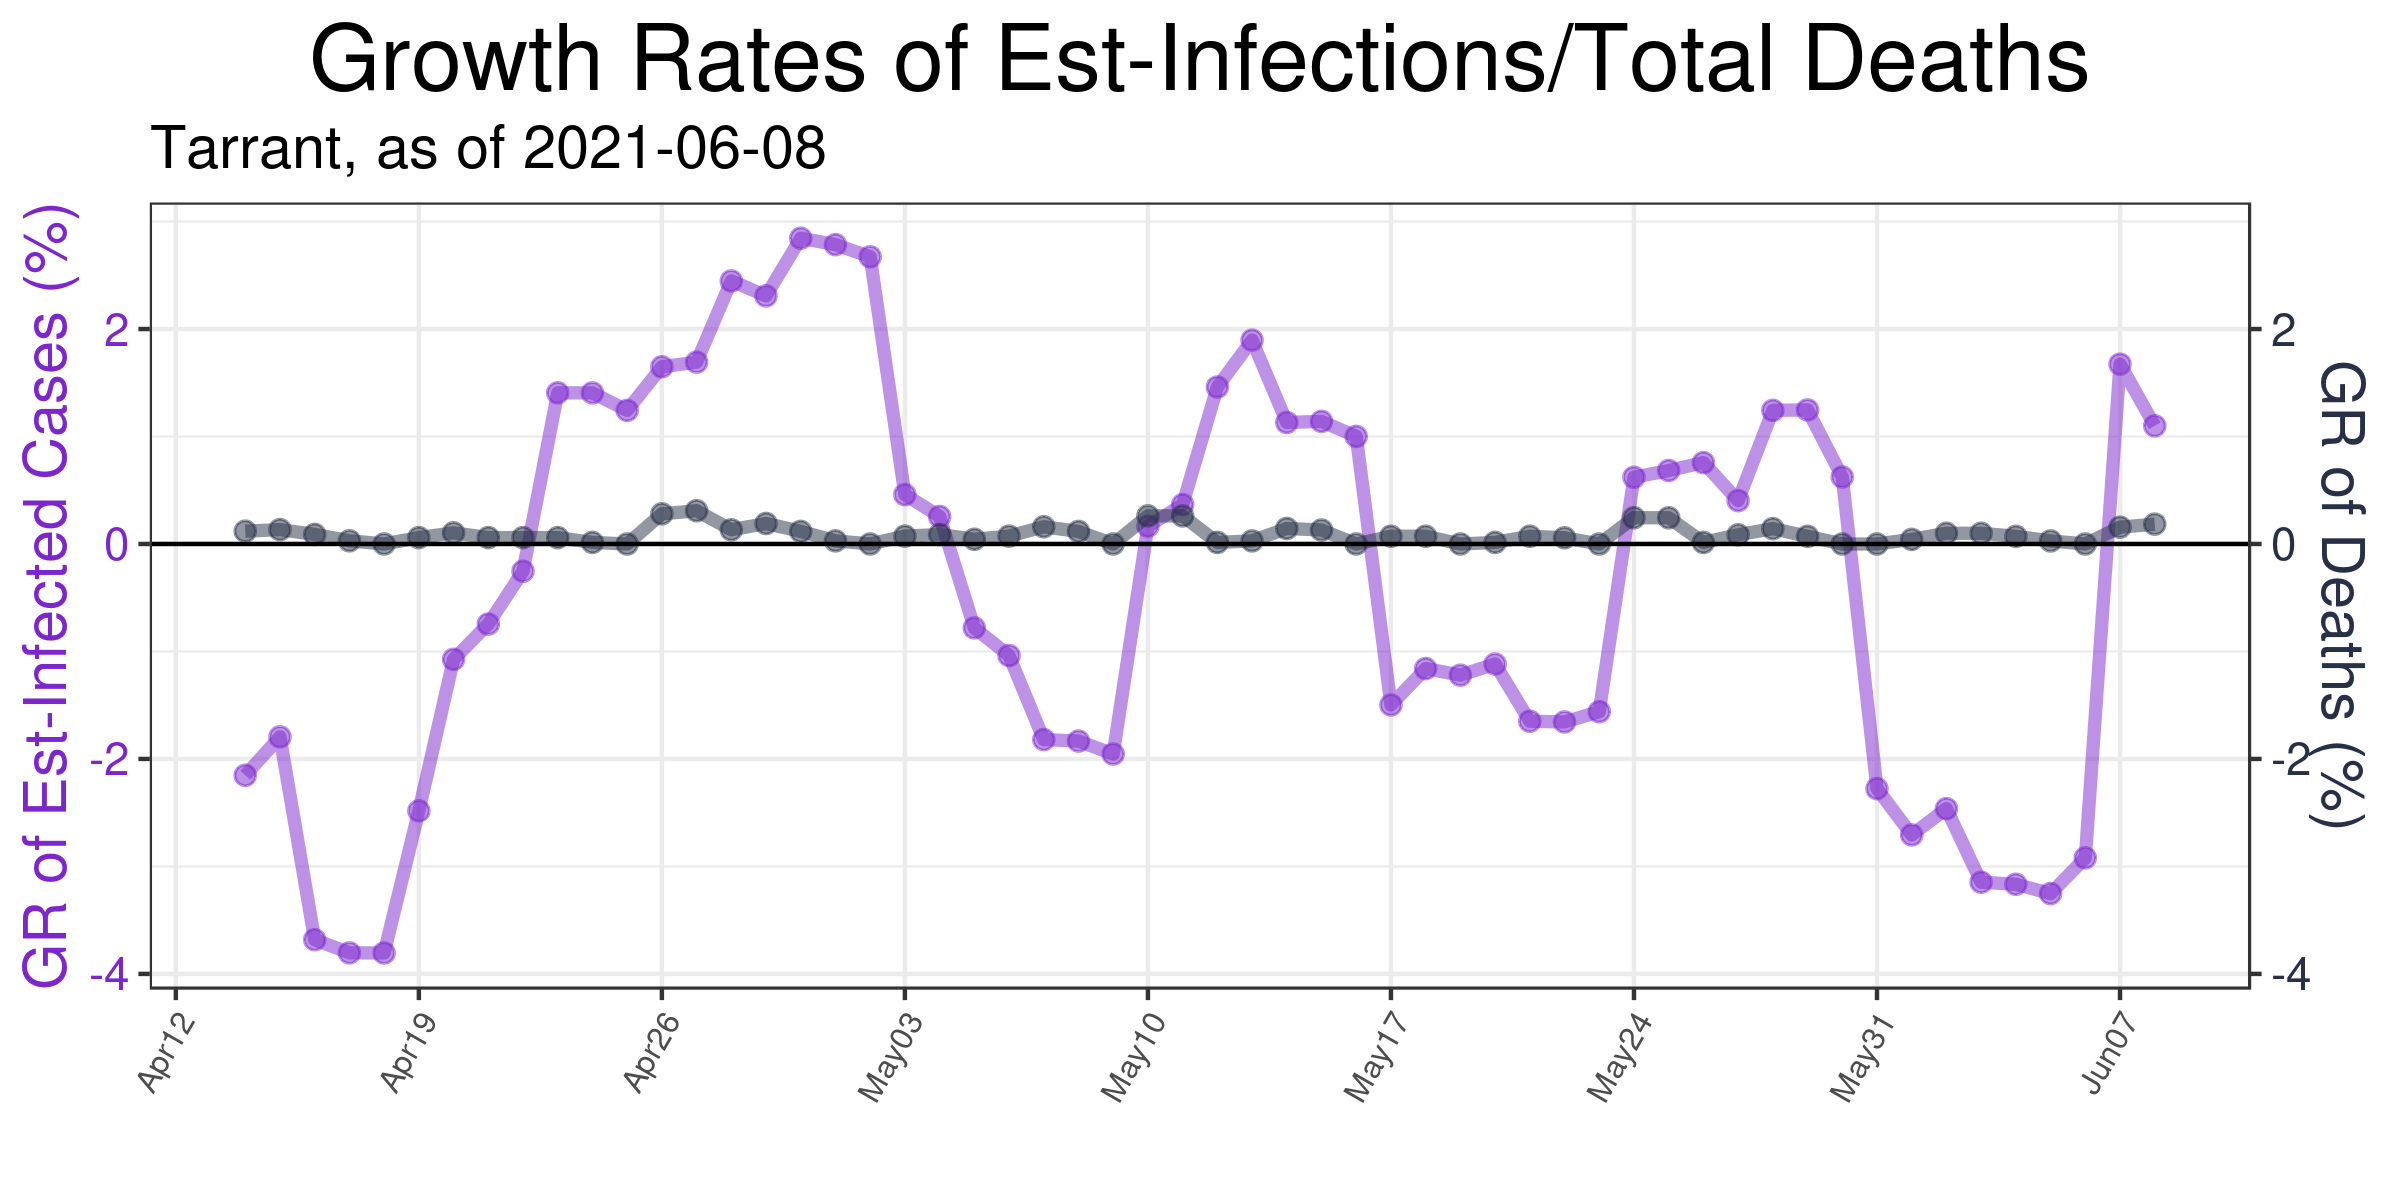 Growth Rates of Est-Infections/Total Deaths
Tarrant, as of 2021-06-08
GR of Est-Infected Cases (%)
2
0
-2
-4
2
0
-2
-4
GR of Deaths (%)
Apr12
Apr19
Apr26
May03
May10
May17
May24
May31
Jun07